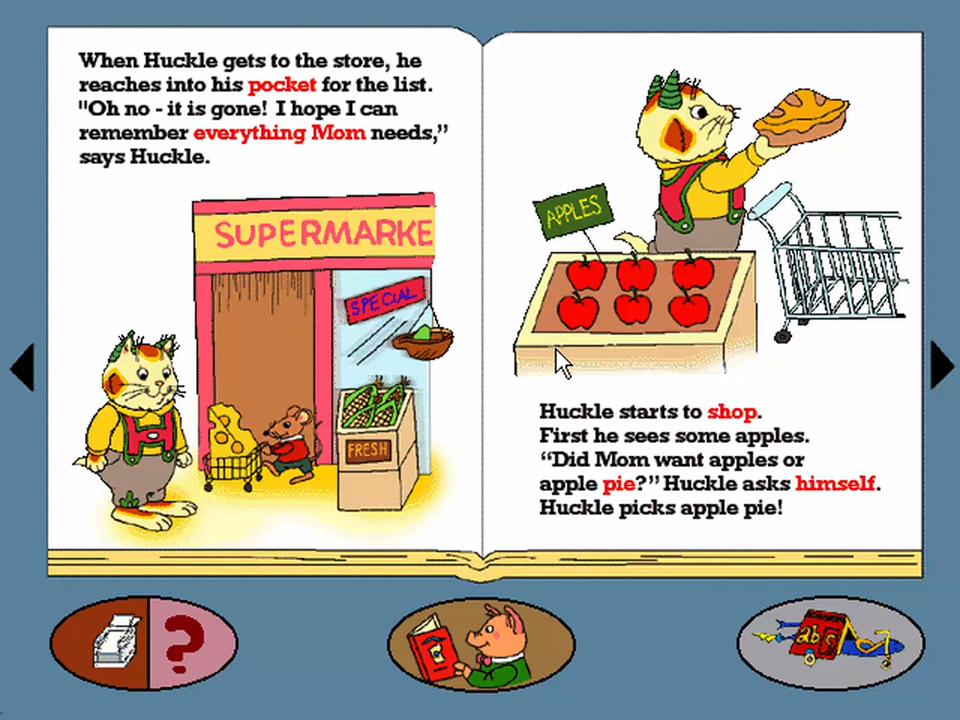 When Huckle gets to the store, he
reaches into his pocket for the list.
"Oh no - it is gone! I hope I can
remember everything Mom needs,”
says Huckle.
SUPERMARKE
SPECIAL
FRESH
APPLES
Huckle starts to shop.
First he sees some apples.
“Did Mom want apples or
apple pie?” Huckle asks himself.
Huckle picks apple pie!
?
abc